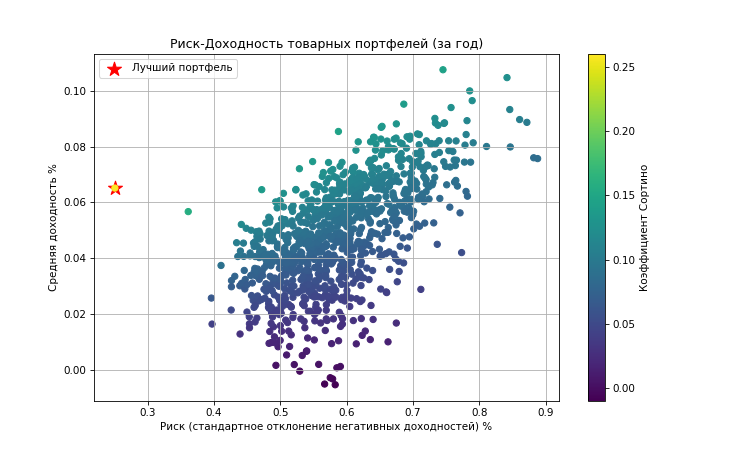 Риск-Доходность товарных портфелей (за год)
Лучший портфель
0.10
0.08
0.06
0.04
0.02
0.00
Средняя доходность %
0.3 0.4 0.5 0.6 0.7 0.8 0.9
Риск (стандартное отклонение негативных доходностей) %
0.25
0.20
0.15
0.10
0.05
0.00
Коэффициент Сортино